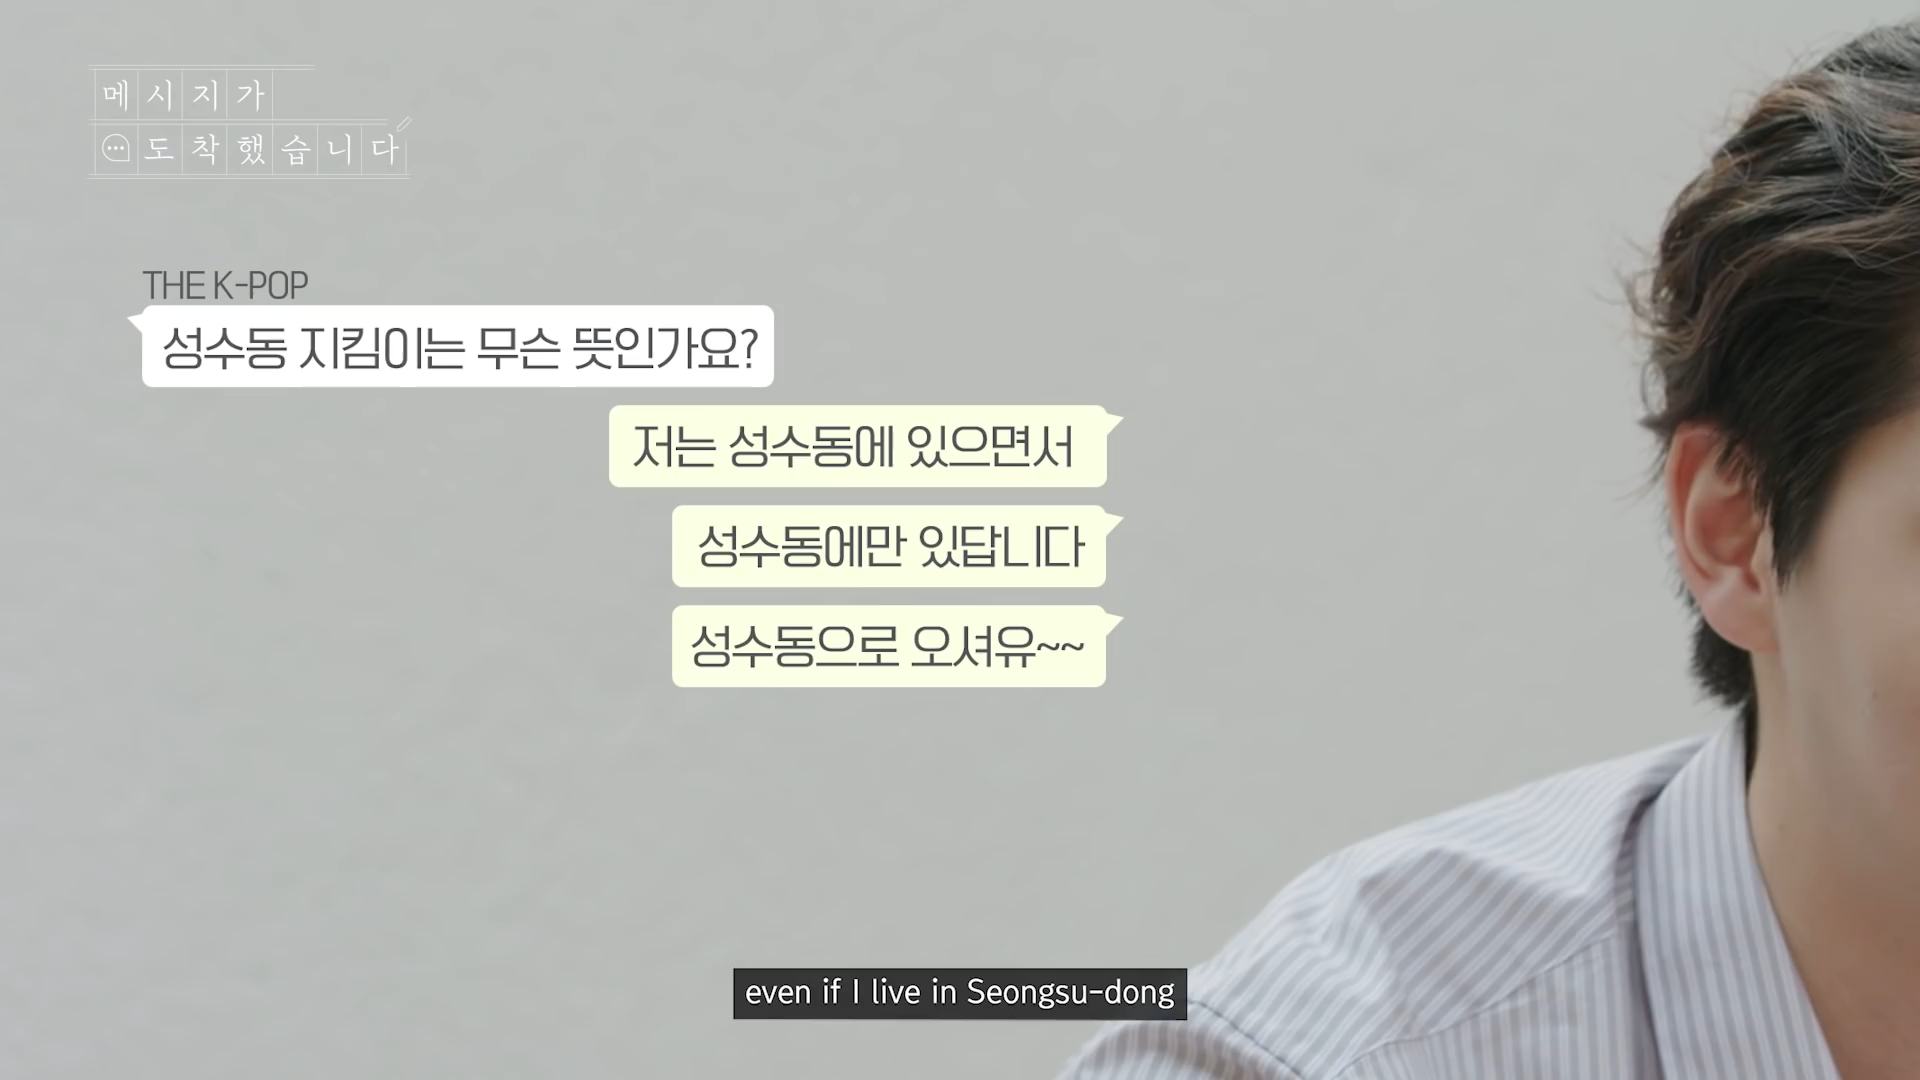 메시지가
도착했습니다
THE K-POP
성수동 지킴이는 무슨 뜻인가요?
저는 성수동에 있으면서
성수동에만 있답니다
성수동으로 오셔유~~
even if I live in Seongsu-dong